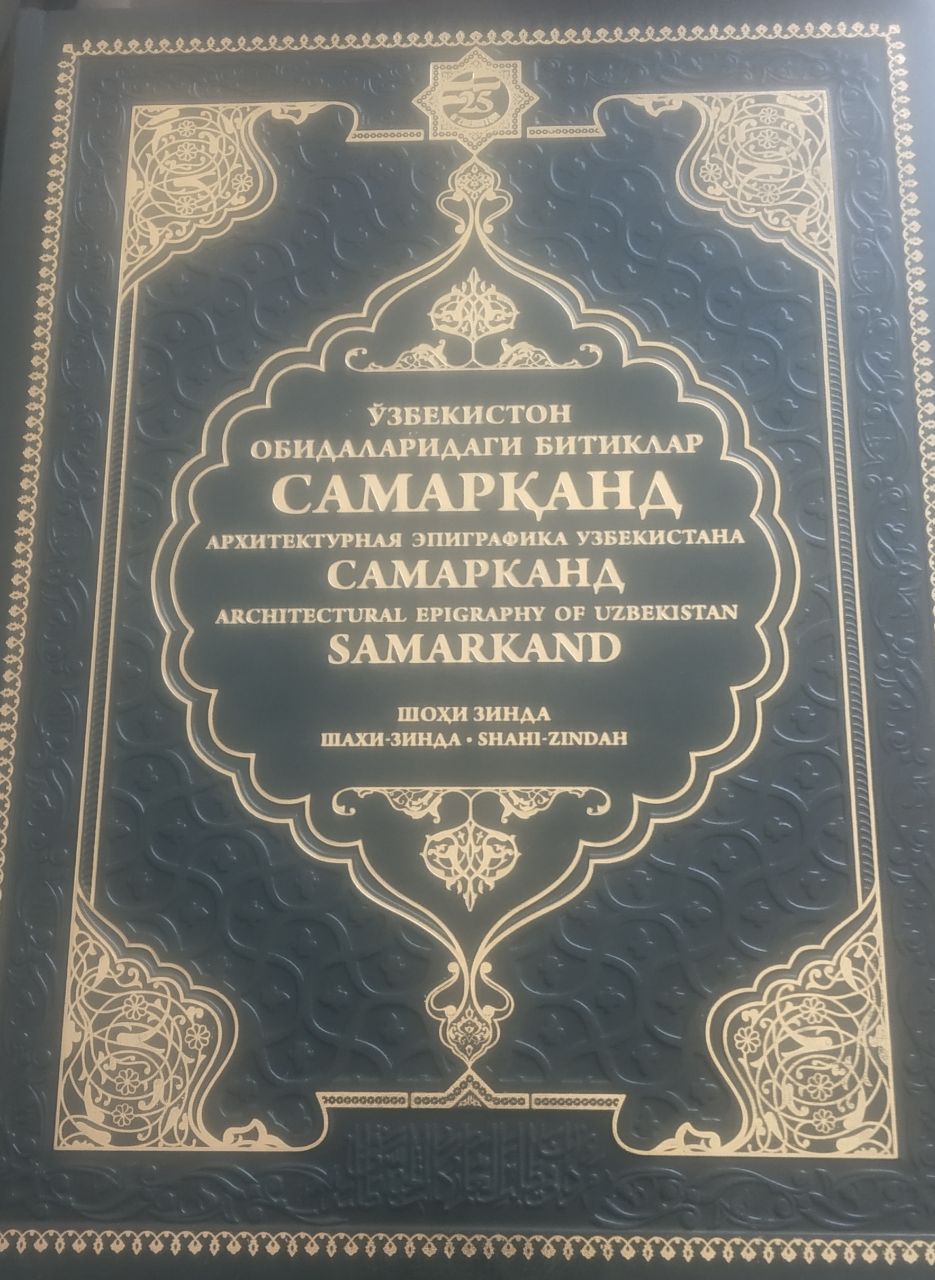 25
ЎЗБЕКИСТОН
ОБИДАЛАРИДАГИ БИТИКЛАР
САМАРҚАНД
АРХИТЕКТУРНАЯ ЭПИГРАФИКА УЗБЕКИСТАНА
САМАРКАНД
ARCHITECTURAL EPIGRAPHY OF UZBEKISTAN
SAMARKAND
ШОҲИ ЗИНДА
ШАХИ-ЗИНДА • SHAHI-ZINDAH